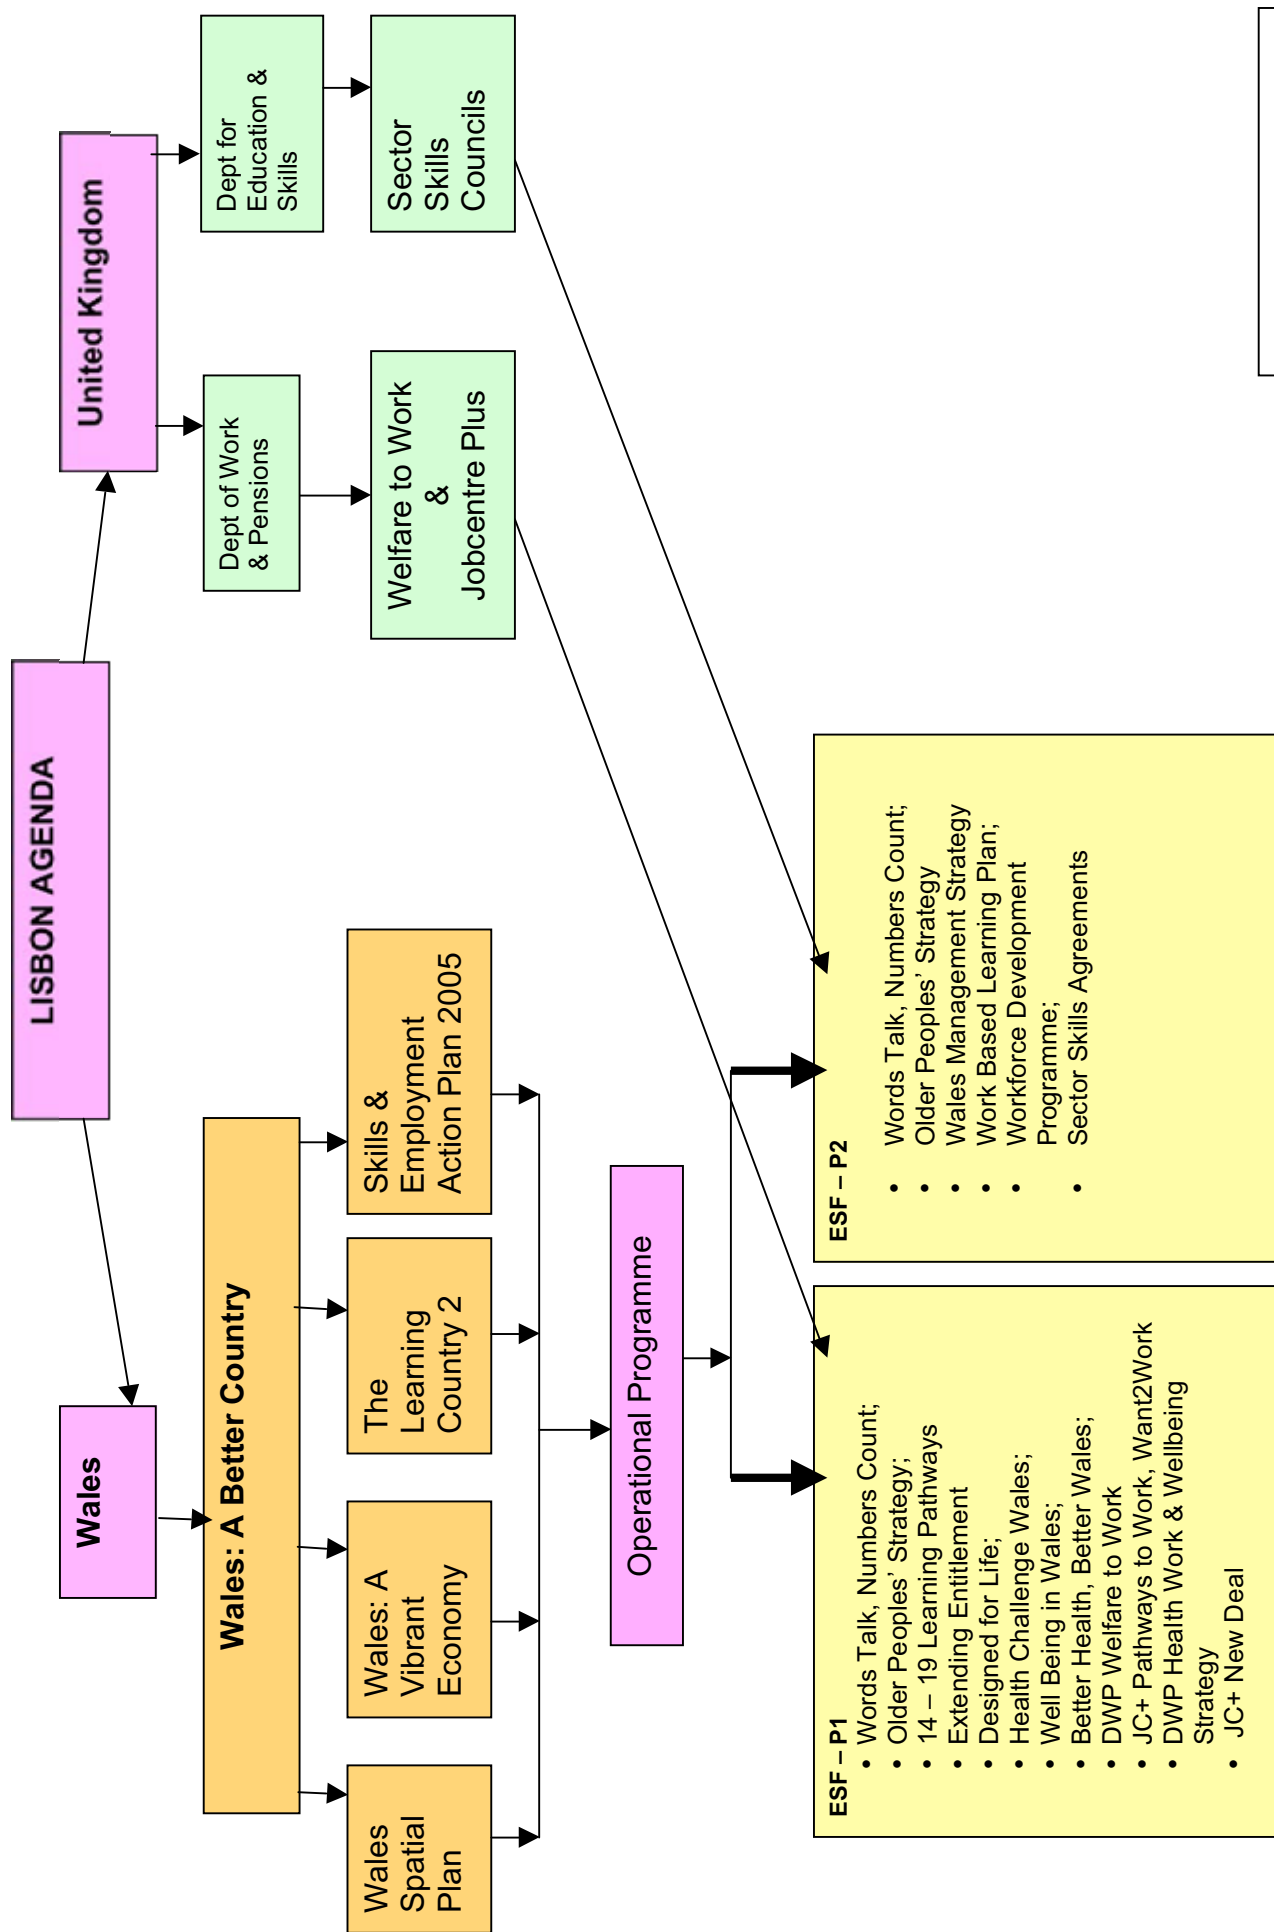 LISBON AGENDA
Wales
United Kingdom
Wales: A Better Country
Dept of Work
& Pensions
Dept for
Education &
Skills
Wales
Spatial
Plan
Wales: A
Vibrant
Economy
The
Learning
Country 2
Skills &
Employment
Action Plan 2005
Welfare to Work
&
Jobcentre Plus
Sector
Skills
Councils
Operational Programme
ESF – P1
• Words Talk, Numbers Count;
• Older Peoples’ Strategy;
• 14 – 19 Learning Pathways
• Extending Entitlement
• Designed for Life;
• Health Challenge Wales;
• Well Being in Wales;
• Better Health, Better Wales;
• DWP Welfare to Work
• JC+ Pathways to Work, Want2Work
• DWP Health Work & Wellbeing
Strategy
• JC+ New Deal
ESF – P2
• Words Talk, Numbers Count;
• Older Peoples’ Strategy
• Wales Management Strategy
• Work Based Learning Plan;
• Workforce Development
Programme;
• Sector Skills Agreements